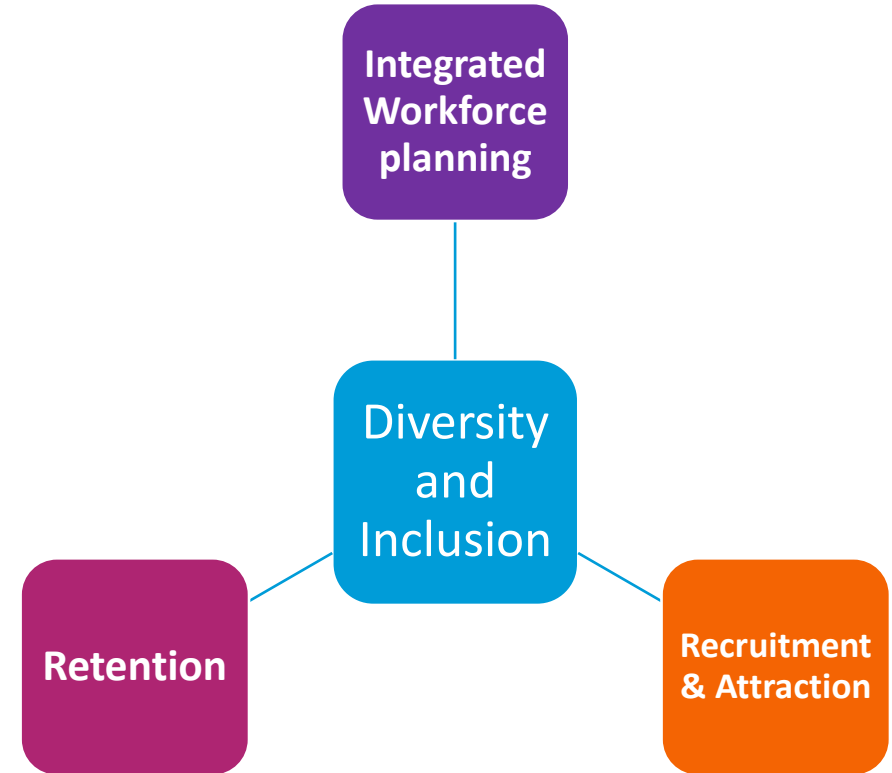 Integrated
Workforce
planning
Diversity
and
Inclusion
Retention
Recruitment
& Attraction